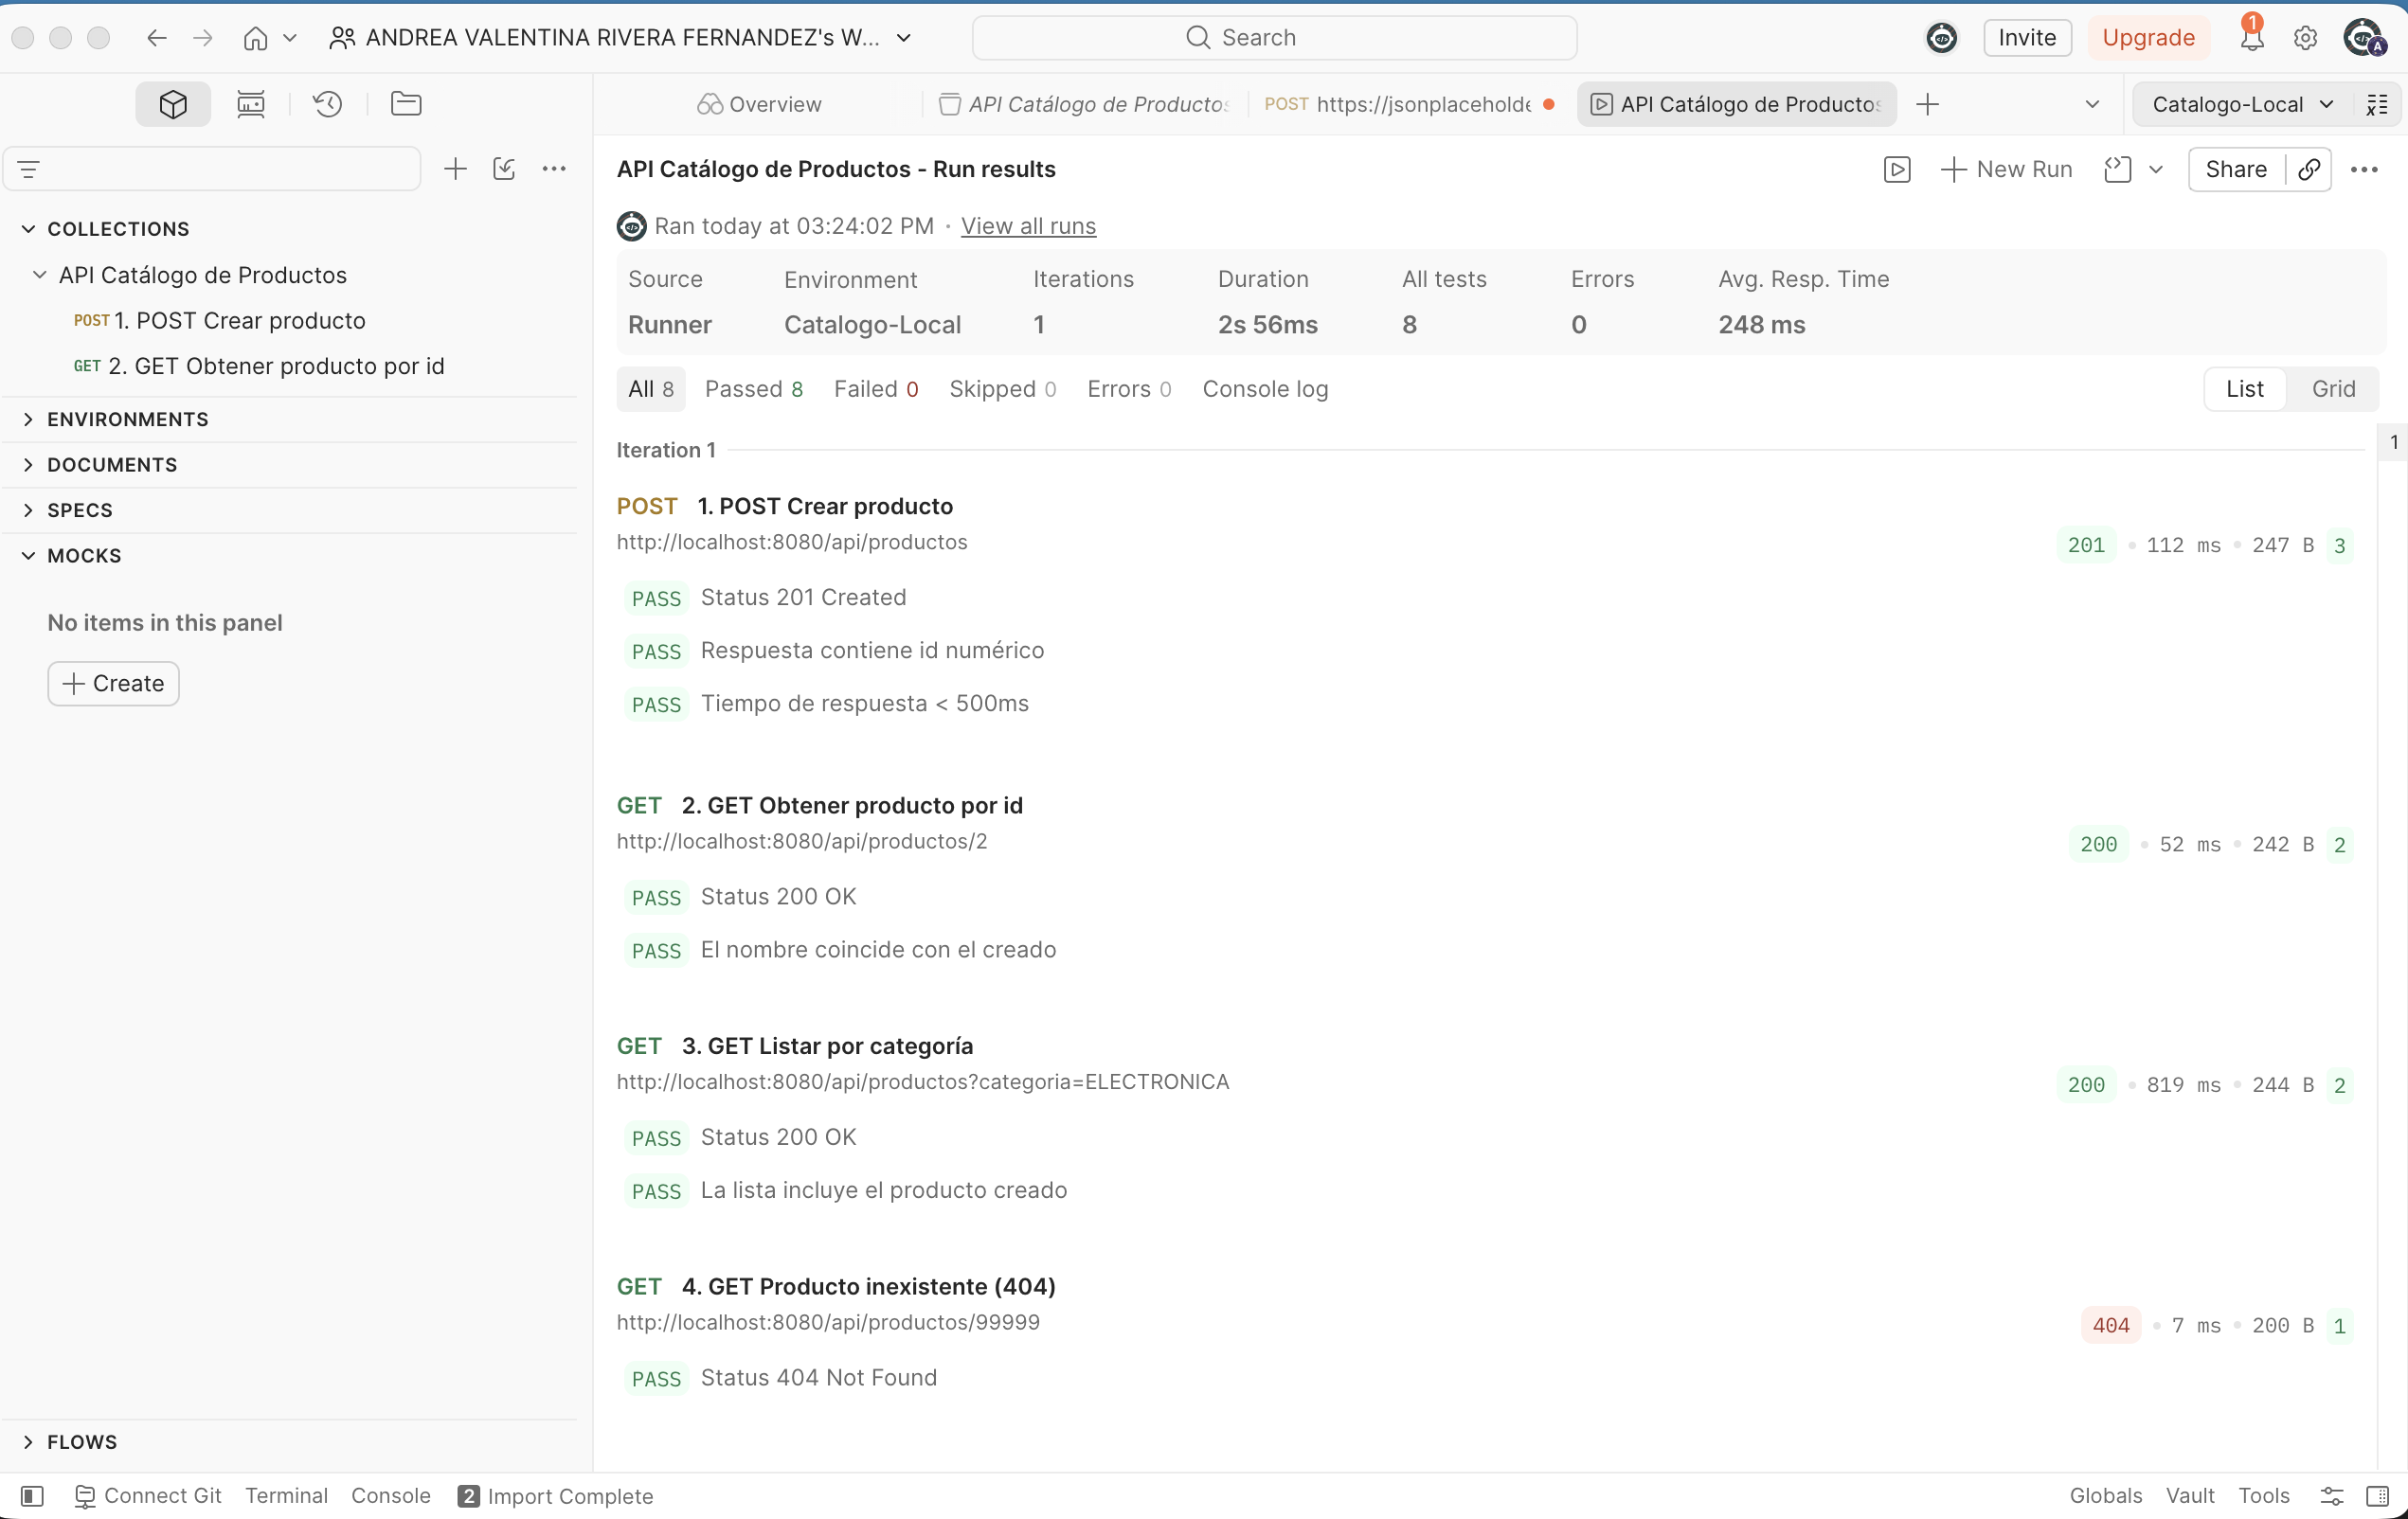 ANDREA VALENTINA RIVERA FERNANDEZ's W...
Search
Invite
Upgrade
1
A
Overview
API Catálogo de Productos
POST https://jsonplaceholde
API Catálogo de Productos
Catalogo-Local
COLLECTIONS
API Catálogo de Productos
POST 1. POST Crear producto
GET 2. GET Obtener producto por id
ENVIRONMENTS
DOCUMENTS
SPECS
MOCKS
No items in this panel
Create
FLOWS
API Catálogo de Productos - Run results
New Run
Share
Ran today at 03:24:02 PM · View all runs
Source Environment Iterations Duration All tests Errors Avg. Resp. Time
Runner Catalogo-Local 1 2s 56ms 8 0 248 ms
All 8 Passed 8 Failed 0 Skipped 0 Errors 0 Console log
List Grid
Iteration 1
1
POST 1. POST Crear producto
http://localhost:8080/api/productos
201 • 112 ms • 247 B 3
PASS Status 201 Created
PASS Respuesta contiene id numérico
PASS Tiempo de respuesta < 500ms
GET 2. GET Obtener producto por id
http://localhost:8080/api/productos/2
200 • 52 ms • 242 B 2
PASS Status 200 OK
PASS El nombre coincide con el creado
GET 3. GET Listar por categoría
http://localhost:8080/api/productos?categoria=ELECTRONICA
200 • 819 ms • 244 B 2
PASS Status 200 OK
PASS La lista incluye el producto creado
GET 4. GET Producto inexistente (404)
http://localhost:8080/api/productos/99999
404 • 7 ms • 200 B 1
PASS Status 404 Not Found
Connect Git Terminal Console 2 Import Complete
Globals Vault Tools